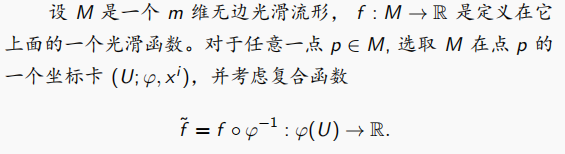 设 M 是一个 m 维无边光滑流形, f : M → ℝ 是定义在它
上面的一个光滑函数。对于任意一点 p ∈ M, 选取 M 在点 p 的
一个坐标卡 (U; φ, xⁱ), 并考虑复合函数
f̃ = f ∘ φ⁻¹ : φ(U) → ℝ.